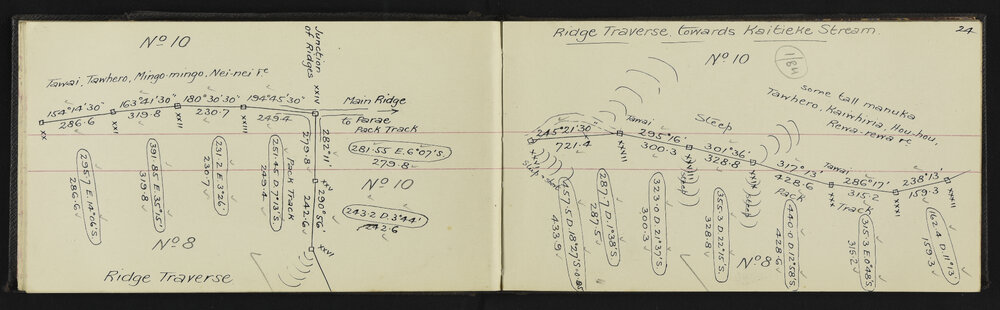 Nº 10
Junction
of Ridges
XXIV
Tawai, Tawhero, Mingo-mingo, Nei-nei Fc
154°14'30"
163°41'30"
180°30'30"
194°45'30"
286.6
319.8
230.7
249.4
XX
XXI
XXII
XXIII
Main Ridge
to Parae
Pack Track
282°11'
279.8
281.55 E.6°07's.
279.8
295.7 E.14°06's.
286.6
391.85 E.35°15's.
319.8
231.2 E.3°26'
230.7
251.45 D.7°13's.
249.4
Pack Track
XXV
290°56'
242.6
XXVI
Nº 10
243.2 D.3°44'
242.6
Nº 8
Ridge Traverse
Ridge Traverse towards Kaitieke Stream.
24
Nº 10
184
some tall manuka
Tawhero, Kaiwhiria, Hou-hou,
Rewa-rewa Fc
245°21'30"
721.4
Tawai
XXVIII
295°16'
300.3
Steep
301°36'
328.8
317°13'
428.6
Pack
Tawai
286°17'
315.2
Track
XXXI
238°13'
159.3
XXXII
287.7 D.1°38's.
287.5
323.0 D.21°37's.
300.3
355.3 D.22°15's.
328.8
Nº 8
440.0 D.12°58's.
428.6
315.3 E.0°48's.
315.2
162.4 D.11°13'
159.3
457.5 D.18°27's-0.85
433.9